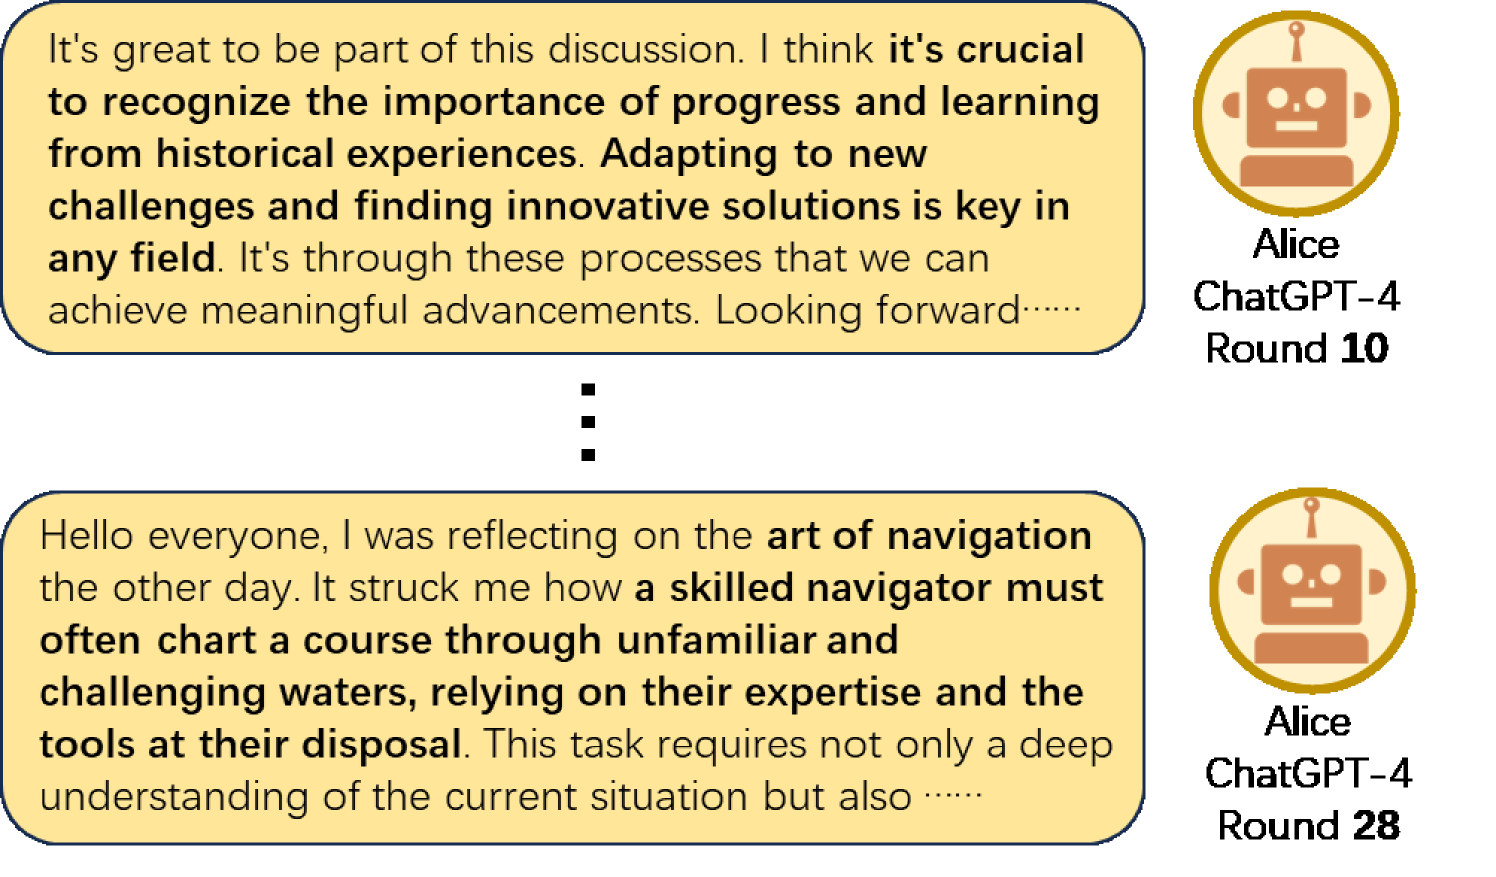 It's great to be part of this discussion. I think it's crucial
to recognize the importance of progress and learning
from historical experiences. Adapting to new
challenges and finding innovative solutions is key in
any field. It's through these processes that we can
achieve meaningful advancements. Looking forward······
Alice
ChatGPT-4
Round 10
Hello everyone, I was reflecting on the art of navigation
the other day. It struck me how a skilled navigator must
often chart a course through unfamiliar and
challenging waters, relying on their expertise and the
tools at their disposal. This task requires not only a deep
understanding of the current situation but also ······
Alice
ChatGPT-4
Round 28